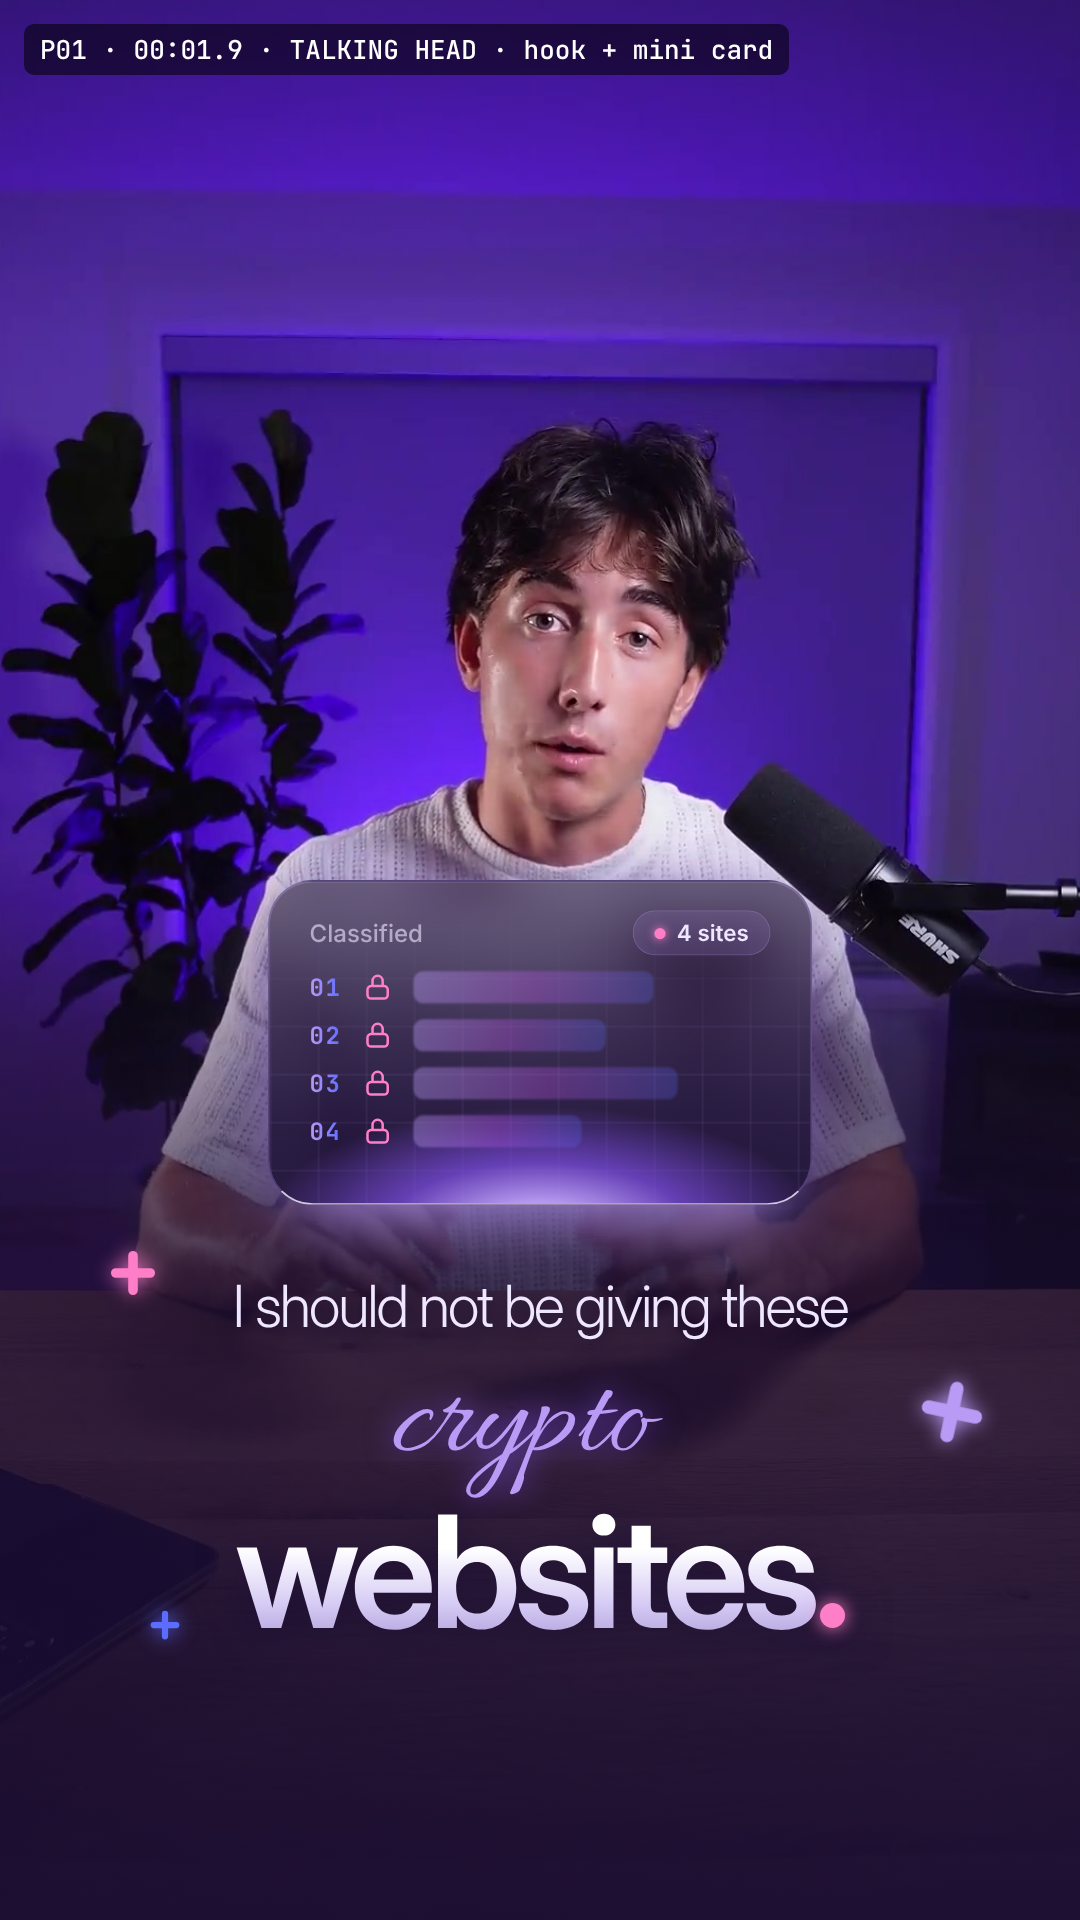 P01 · 00:01.9 · TALKING HEAD · hook + mini card
Classified
4 sites
01
02
03
04
SHURE
I should not be giving these
crypto
websites.